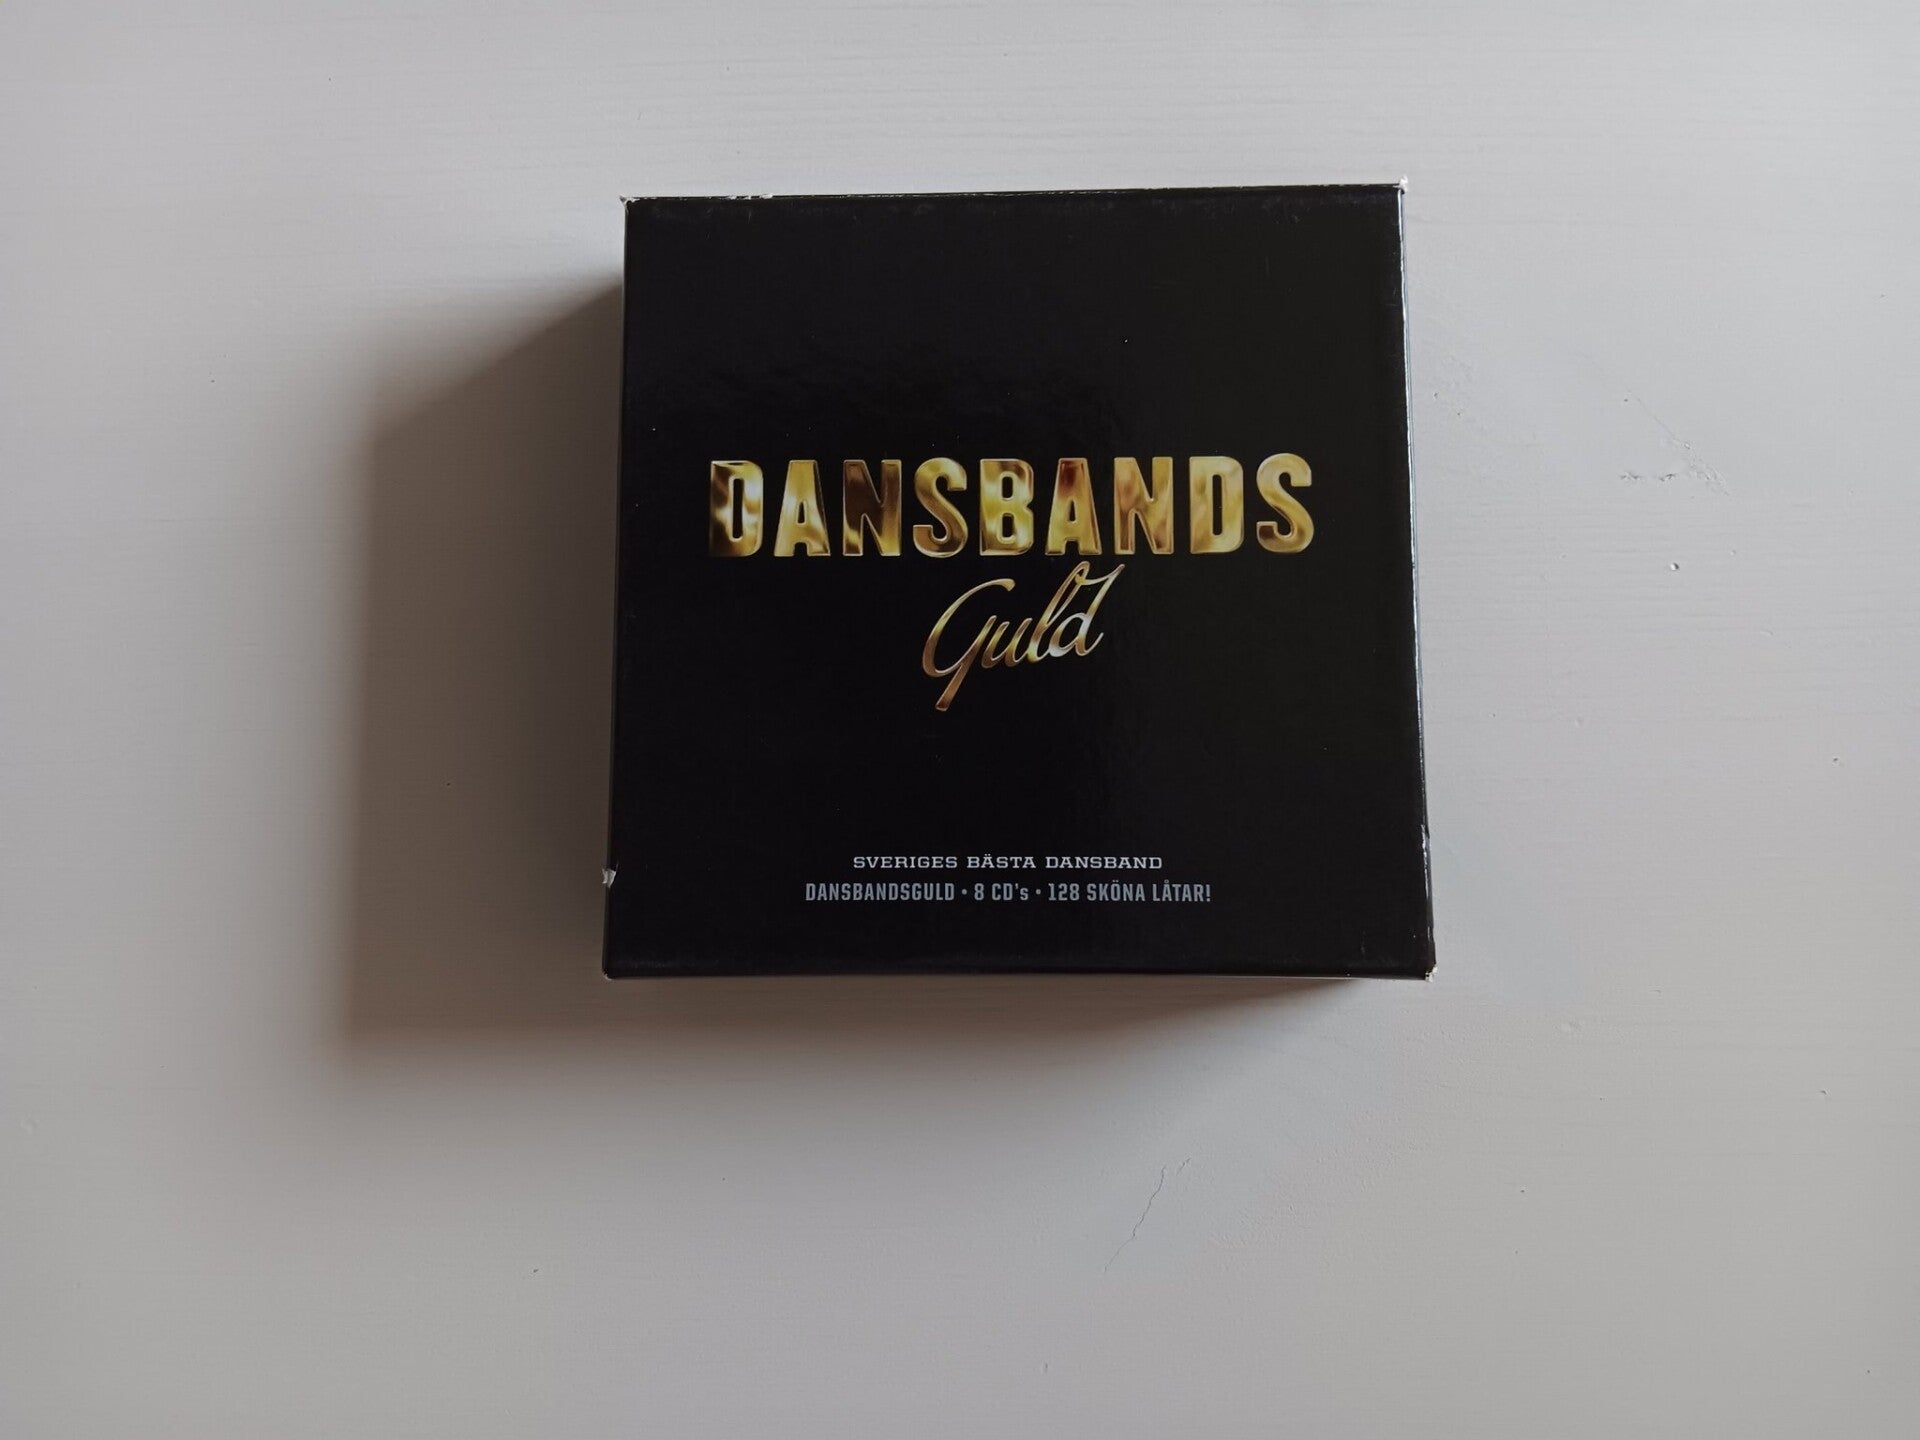 DANSBANDS
Guld
SVERIGES BÄSTA DANSBAND
DANSBANDSGULD • 8 CD's • 128 SKÖNA LÅTAR!